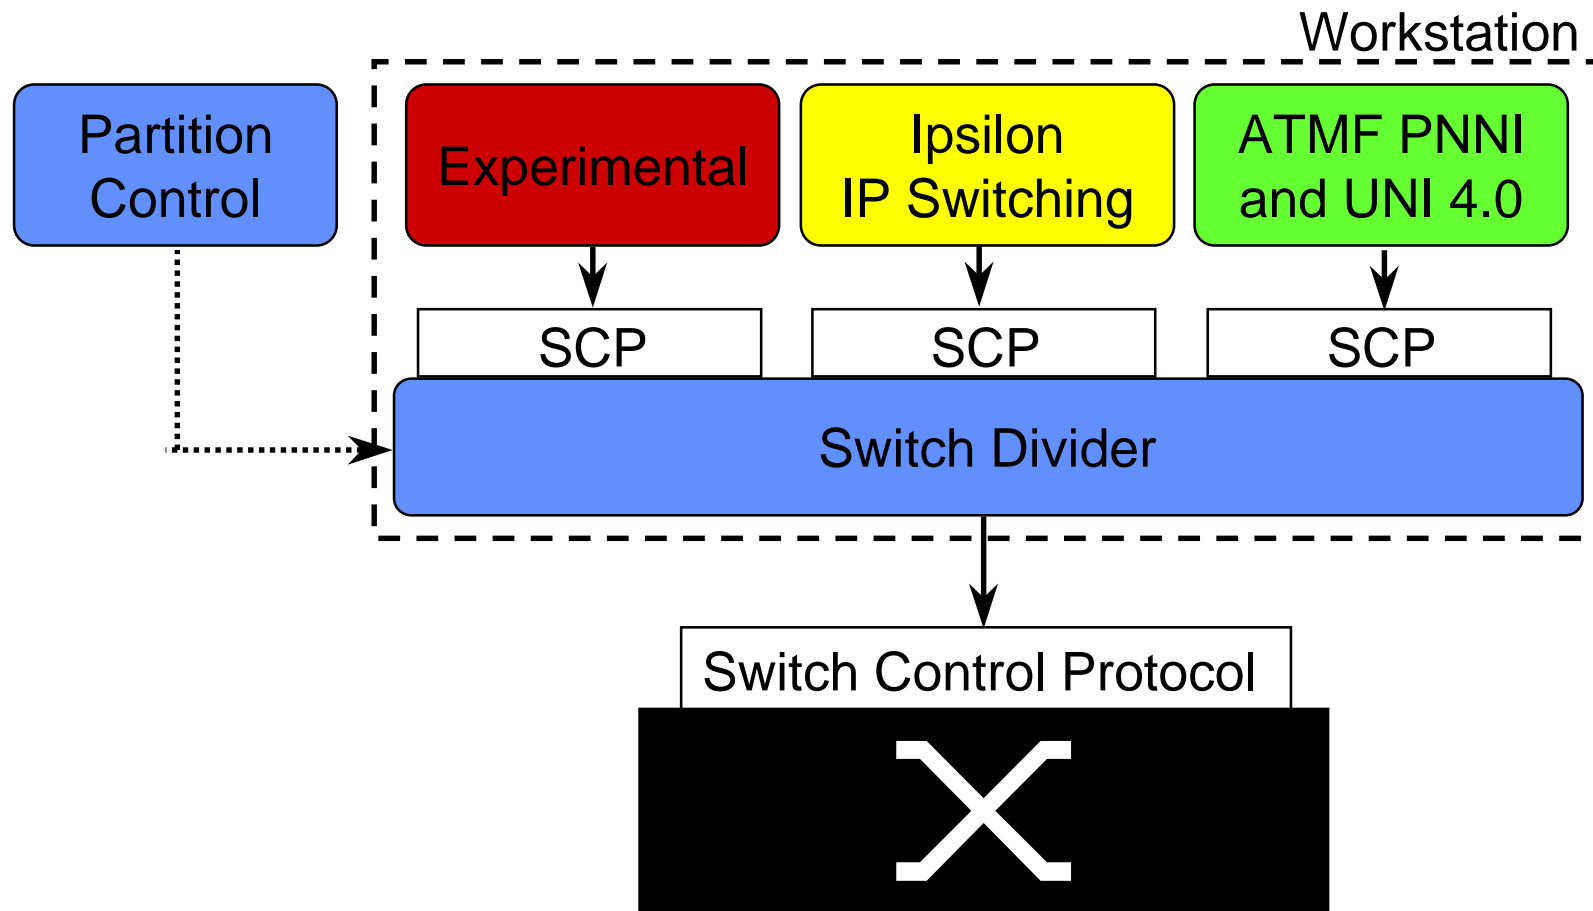 Workstation
Partition
Control
Experimental
Ipsilon
IP Switching
ATMF PNNI
and UNI 4.0
SCP
SCP
SCP
Switch Divider
Switch Control Protocol